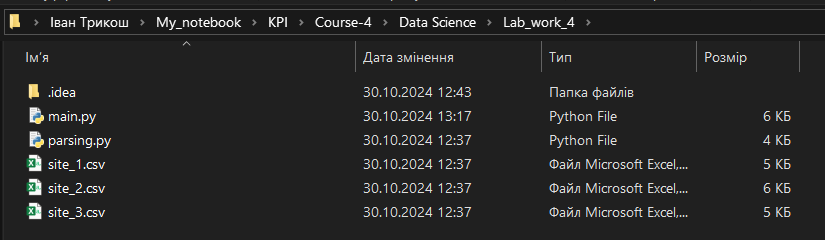 Іван Трикош > My_notebook > KPI > Course-4 > Data Science > Lab_work_4 >
Ім’я Дата змінення Тип Розмір
.idea 30.10.2024 12:43 Папка файлів
main.py 30.10.2024 13:17 Python File 6 КБ
parsing.py 30.10.2024 12:37 Python File 4 КБ
site_1.csv 30.10.2024 12:37 Файл Microsoft Excel,... 5 КБ
site_2.csv 30.10.2024 12:37 Файл Microsoft Excel,... 6 КБ
site_3.csv 30.10.2024 12:37 Файл Microsoft Excel,... 5 КБ